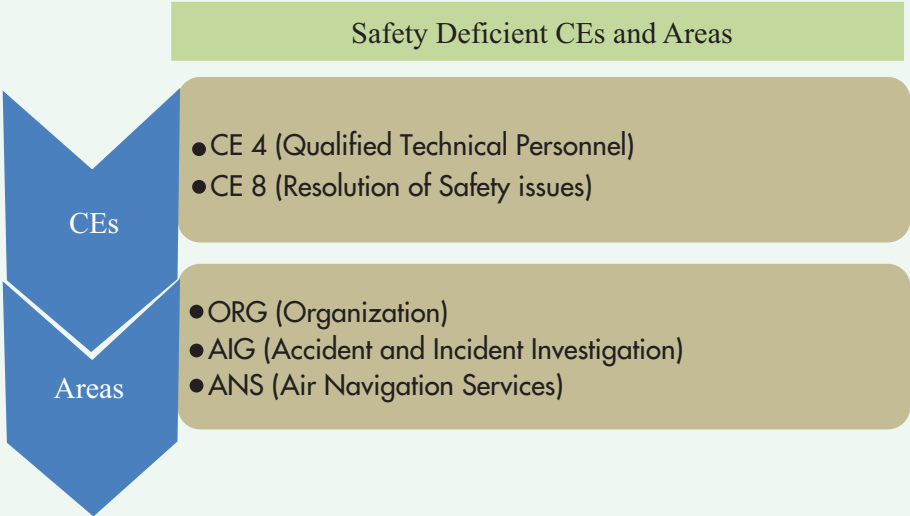 Safety Deficient CEs and Areas
CEs
● CE 4 (Qualified Technical Personnel)
● CE 8 (Resolution of Safety issues)
Areas
● ORG (Organization)
● AIG (Accident and Incident Investigation)
● ANS (Air Navigation Services)